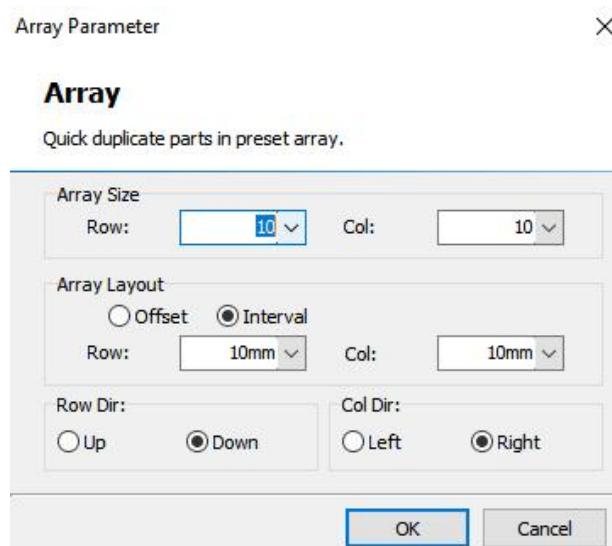 Array Parameter
Array
Quick duplicate parts in preset array.
Array Size
Row: 10 Col: 10
Array Layout
Offset Interval
Row: 10mm Col: 10mm
Row Dir: Col Dir:
Up Down Left Right
OK Cancel